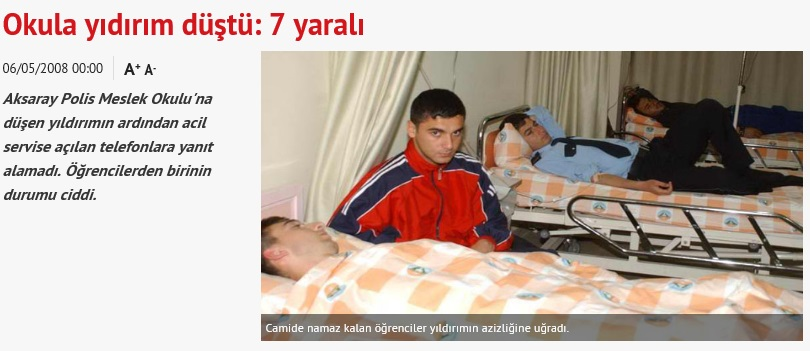 Okula yıdırım düştü: 7 yaralı
06/05/2008 00:00 A+ A-
Aksaray Polis Meslek Okulu'na
düşen yıldırımın ardından acil
servise açılan telefonlara yanıt
alamadı. Öğrencilerden birinin
durumu ciddi.
Camide namaz kalan öğrenciler yıldırımın azizliğine uğradı.